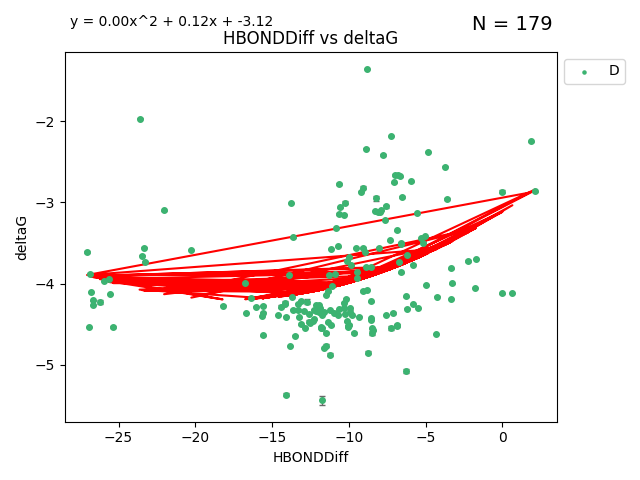 y = 0.00x^2 + 0.12x + -3.12
N = 179
HBONDDiff vs deltaG
D
−2
−3
−4
−5
deltaG
−25 −20 −15 −10 −5 0
HBONDDiff